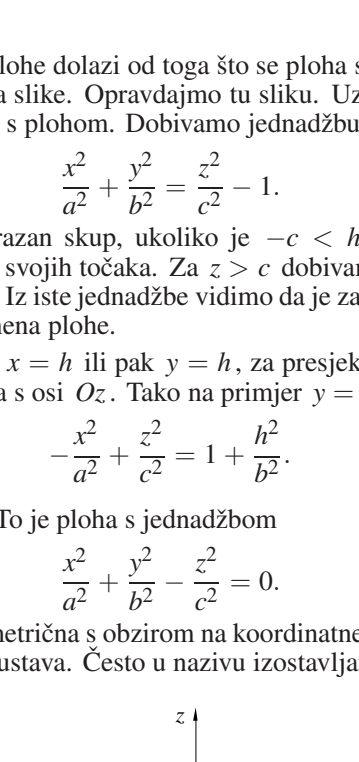 lohe dolazi od toga što se ploha s
a slike. Opravdajmo tu sliku. Uz
s plohom. Dobivamo jednadžbu
x²/a² + y²/b² = z²/c² − 1.
razan skup, ukoliko je −c < h
svojih točaka. Za z > c dobivam
Iz iste jednadžbe vidimo da je za
nena plohe.
x = h ili pak y = h, za presjek
a s osi Oz. Tako na primjer y =
−x²/a² + z²/c² = 1 + h²/b².
To je ploha s jednadžbom
x²/a² + y²/b² − z²/c² = 0.
netrična s obzirom na koordinatne
ustava. Često u nazivu izostavlja
z